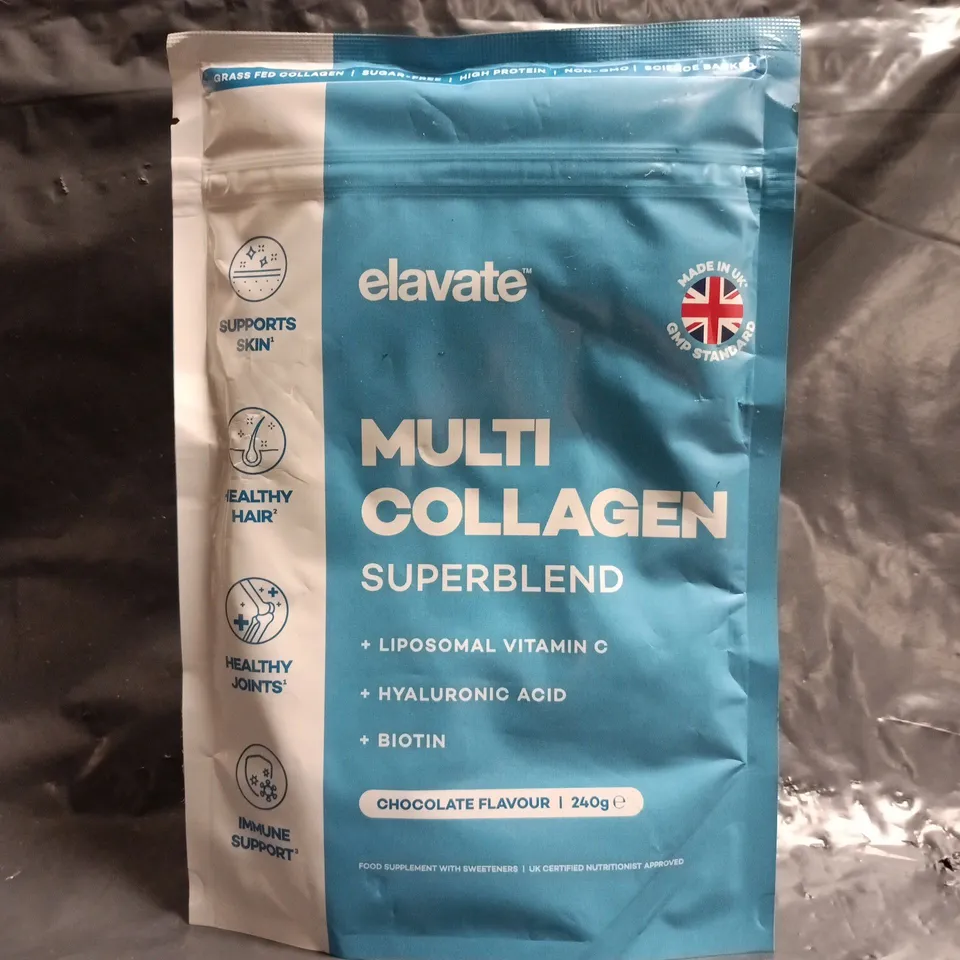 GRASS FED COLLAGEN | SUGAR-FREE | HIGH PROTEIN | NON-GMO | SCIENCE BACKED
elavate™
MADE IN UK*
GMP STANDARD
SUPPORTS
SKIN¹
HEALTHY
HAIR²
HEALTHY
JOINTS¹
IMMUNE
SUPPORT³
MULTI
COLLAGEN
SUPERBLEND
+ LIPOSOMAL VITAMIN C
+ HYALURONIC ACID
+ BIOTIN
CHOCOLATE FLAVOUR | 240g ℮
FOOD SUPPLEMENT WITH SWEETENERS | UK CERTIFIED NUTRITIONIST APPROVED